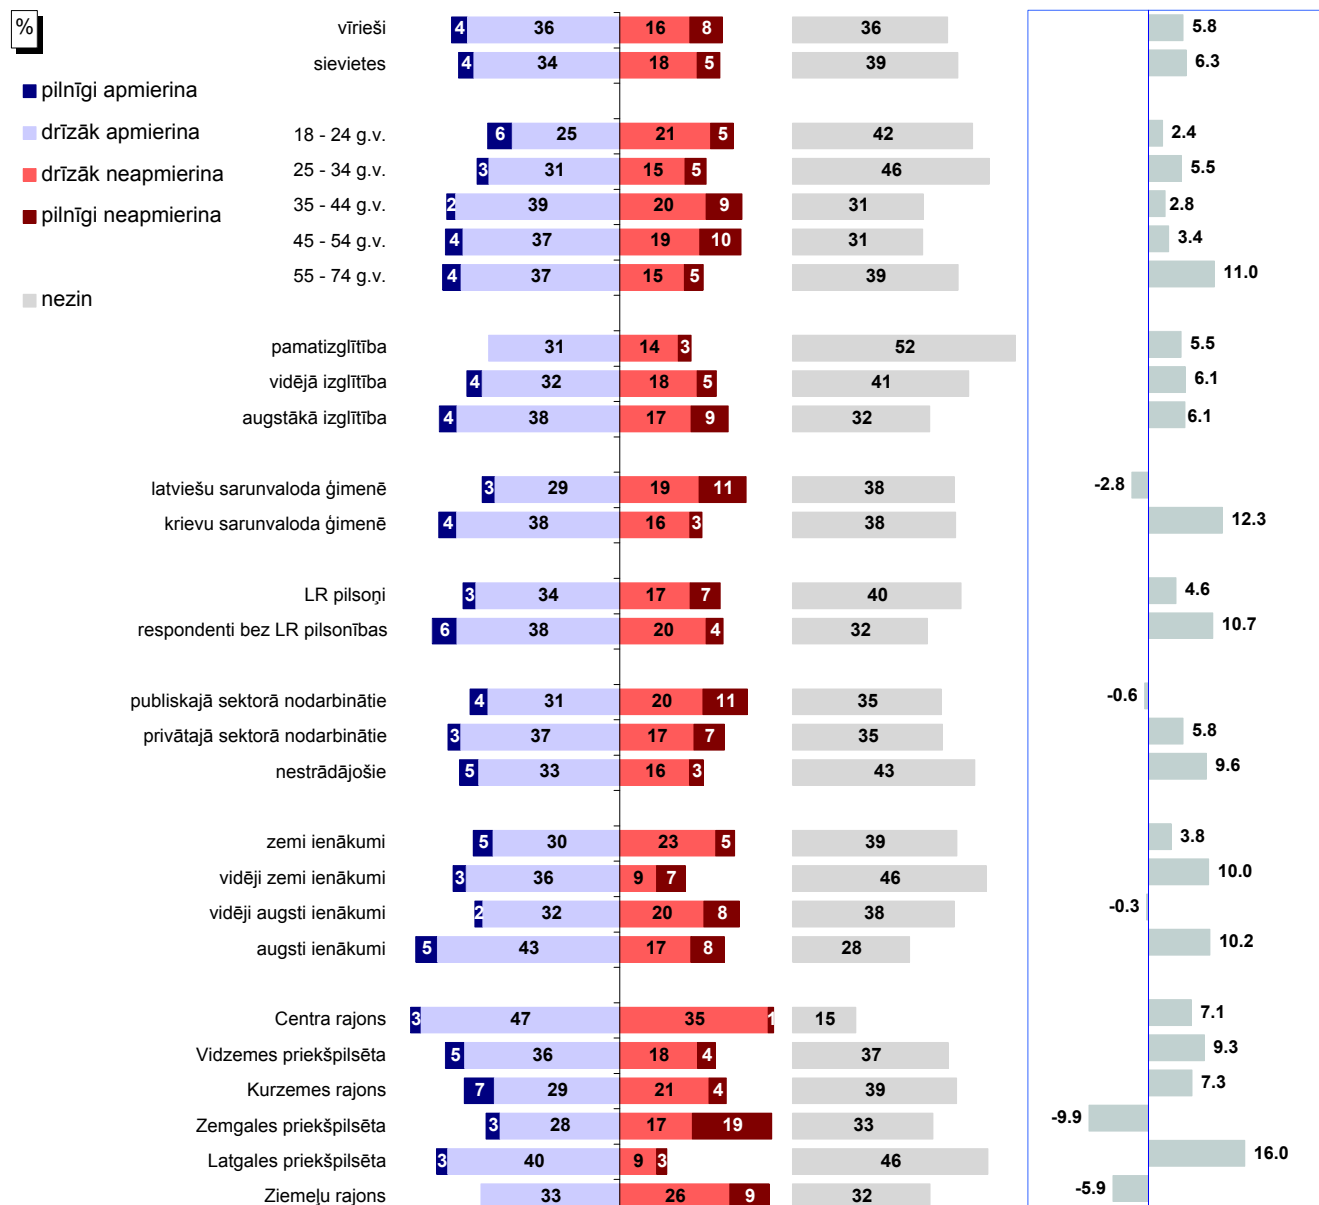 %
pilnīgi apmierina
drīzāk apmierina
drīzāk neapmierina
pilnīgi neapmierina
nezin
vīrieši 4 36 16 8 36 5.8
sievietes 4 34 18 5 39 6.3
18 - 24 g.v. 6 25 21 5 42 2.4
25 - 34 g.v. 3 31 15 5 46 5.5
35 - 44 g.v. 2 39 20 9 31 2.8
45 - 54 g.v. 4 37 19 10 31 3.4
55 - 74 g.v. 4 37 15 5 39 11.0
pamatizglītība 31 14 3 52 5.5
vidējā izglītība 4 32 18 5 41 6.1
augstākā izglītība 4 38 17 9 32 6.1
latviešu sarunvaloda ģimenē 3 29 19 11 38 -2.8
krievu sarunvaloda ģimenē 4 38 16 3 38 12.3
LR pilsoņi 3 34 17 7 40 4.6
respondenti bez LR pilsonības 6 38 20 4 32 10.7
publiskajā sektorā nodarbinātie 4 31 20 11 35 -0.6
privātajā sektorā nodarbinātie 3 37 17 7 35 5.8
nestrādājošie 5 33 16 3 43 9.6
zemi ienākumi 5 30 23 5 39 3.8
vidēji zemi ienākumi 3 36 9 7 46 10.0
vidēji augsti ienākumi 2 32 20 8 38 -0.3
augsti ienākumi 5 43 17 8 28 10.2
Centra rajons 3 47 35 1 15 7.1
Vidzemes priekšpilsēta 5 36 18 4 37 9.3
Kurzemes rajons 7 29 21 4 39 7.3
Zemgales priekšpilsēta 3 28 17 19 33 -9.9
Latgales priekšpilsēta 3 40 9 3 46 16.0
Ziemeļu rajons 33 26 9 32 -5.9